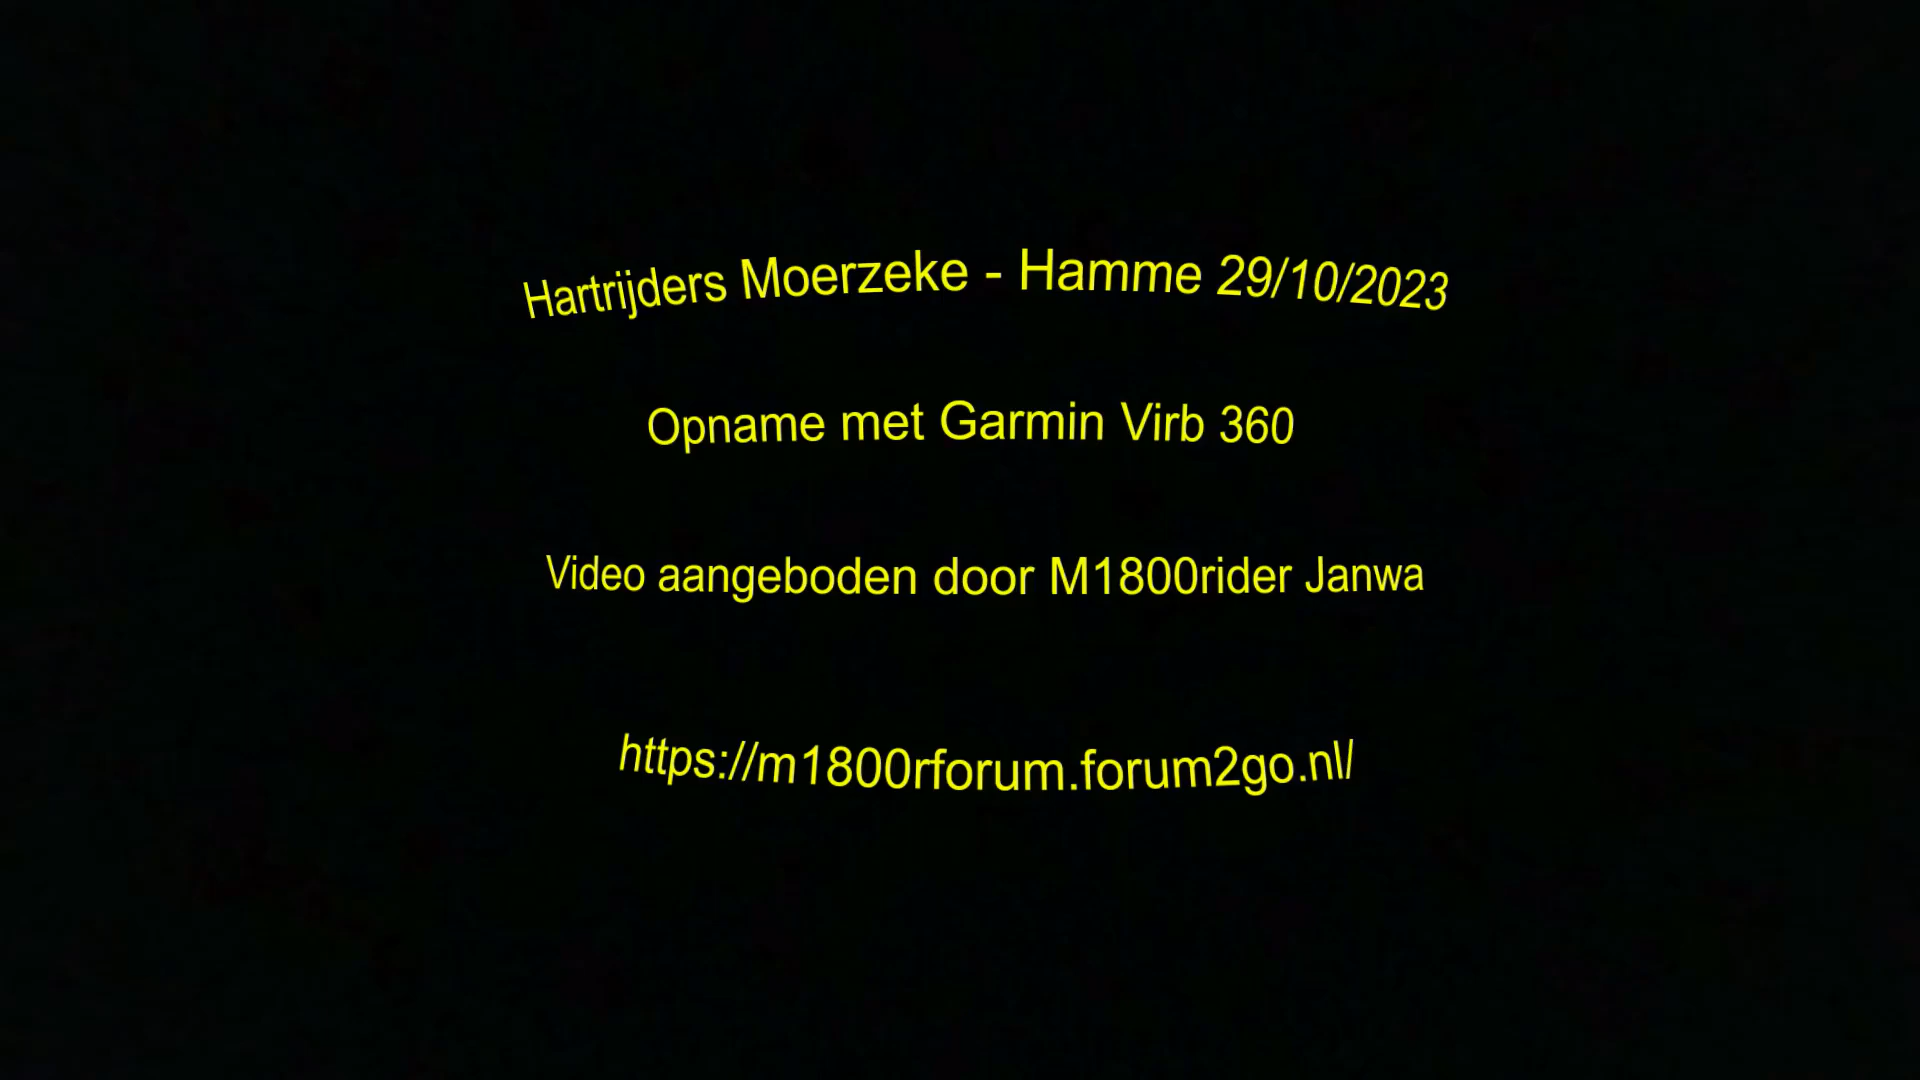 Hartrijders Moerzeke - Hamme 29/10/2023
Opname met Garmin Virb 360
Video aangeboden door M1800rider Janwa
https://m1800rforum.forum2go.nl/